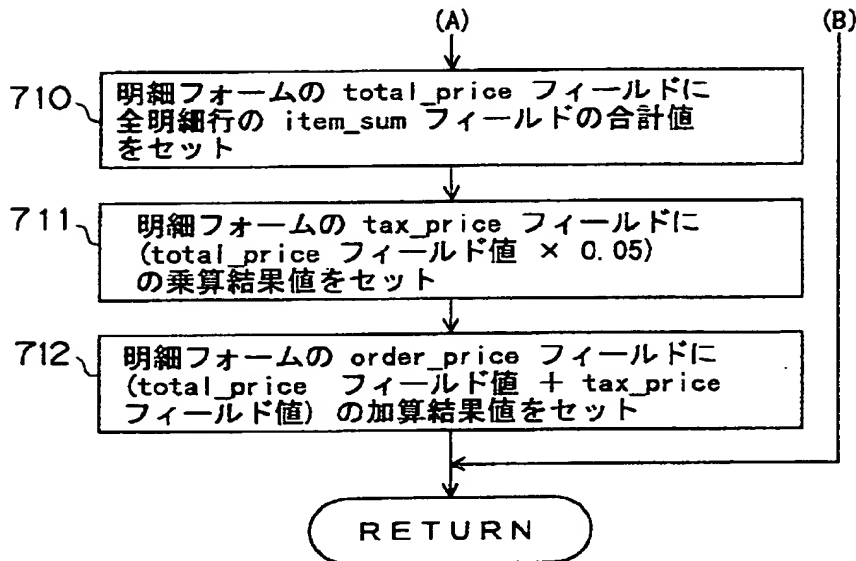 (A)
(B)
710
明細フォームの total_price フィールドに
全明細行の item_sum フィールドの合計値
をセット
711
明細フォームの tax_price フィールドに
(total_price フィールド値 × 0.05)
の乗算結果値をセット
712
明細フォームの order_price フィールドに
(total_price フィールド値 + tax_price
フィールド値) の加算結果値をセット
RETURN